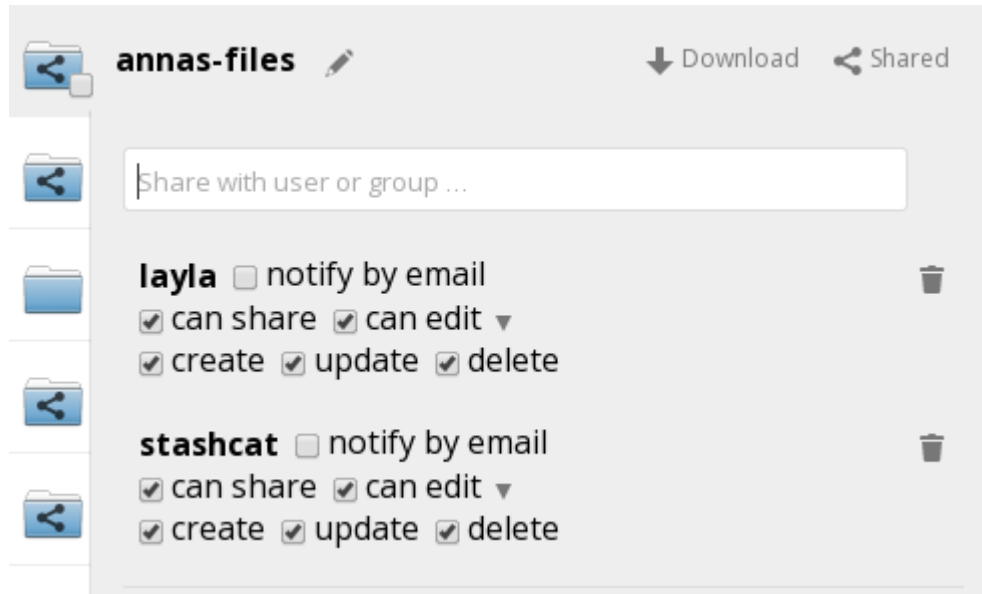 annas-files Download Shared
Share with user or group ...
layla notify by email
can share can edit
create update delete
stashcat notify by email
can share can edit
create update delete